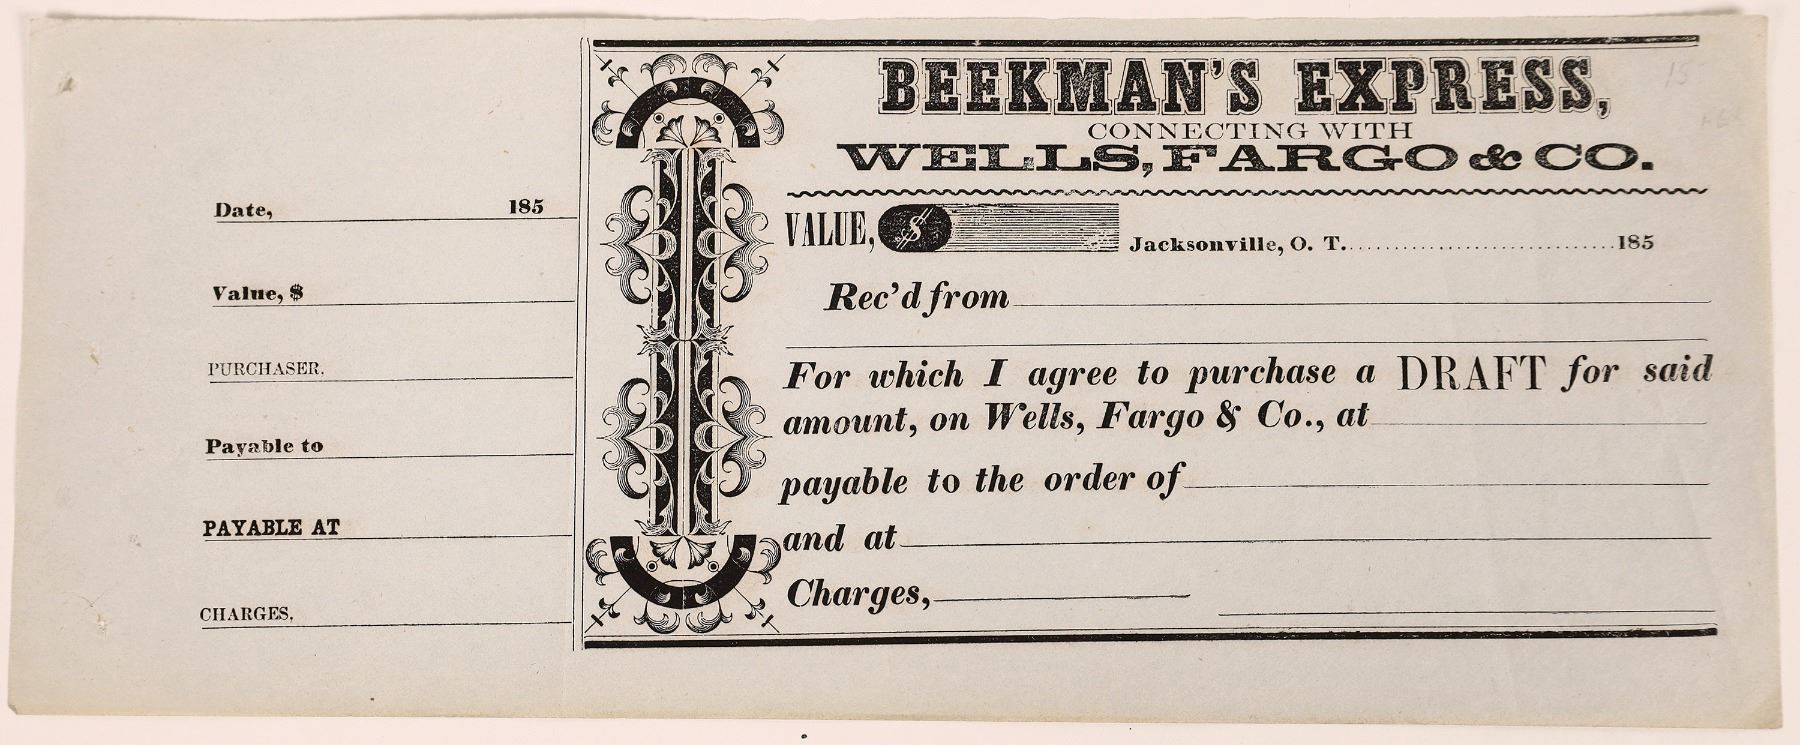 Date, 185
Value, $
PURCHASER.
Payable to
PAYABLE AT
CHARGES,
BEEKMAN'S EXPRESS,
CONNECTING WITH
WELLS, FARGO & CO.
VALUE, $
Jacksonville, O. T. 185
Rec'd from
For which I agree to purchase a DRAFT for said
amount, on Wells, Fargo & Co., at
payable to the order of
and at
Charges,
15